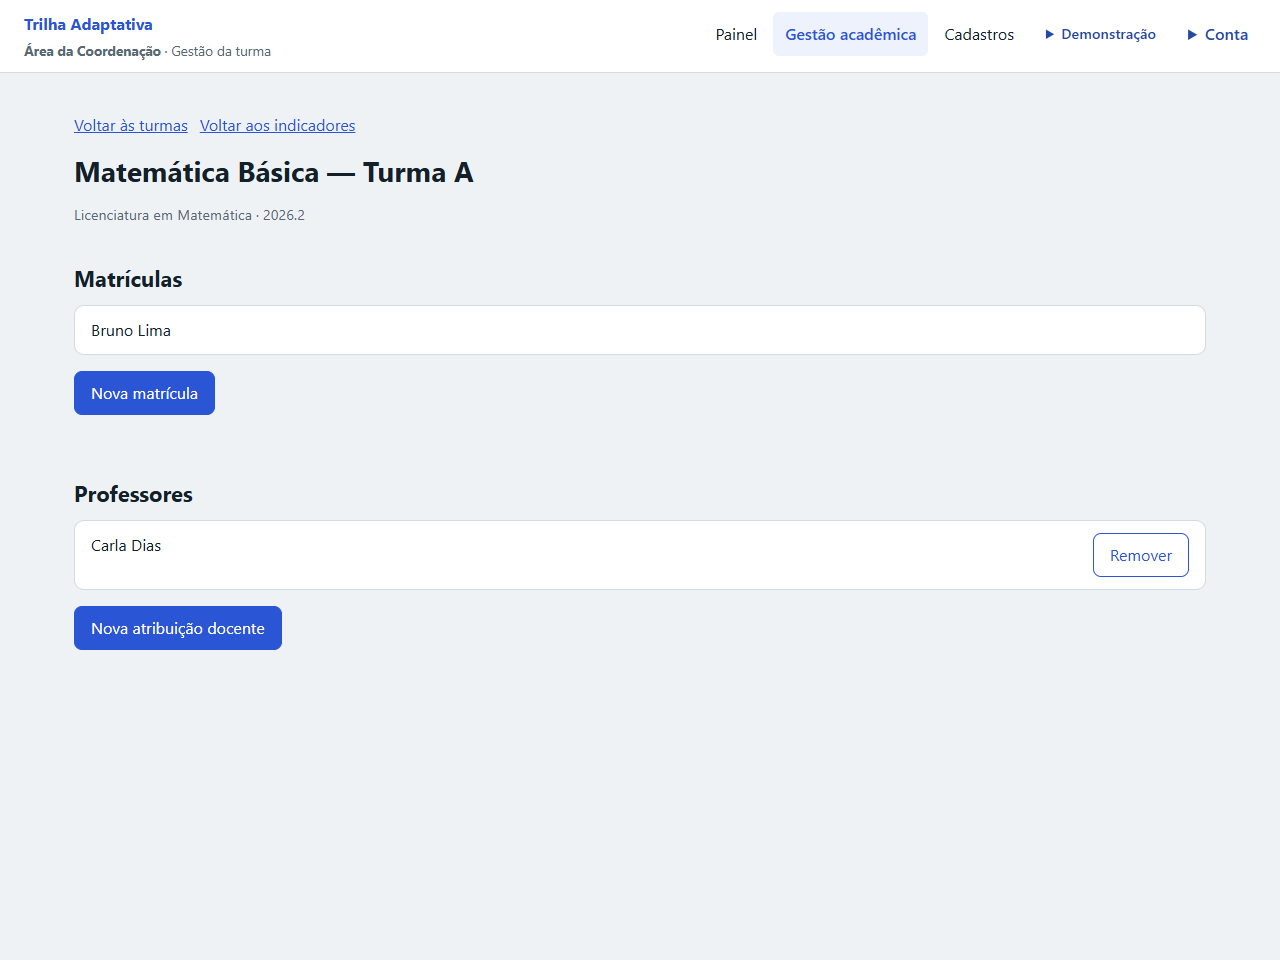 Trilha Adaptativa
Área da Coordenação · Gestão da turma
Painel
Gestão acadêmica
Cadastros
Demonstração
Conta
Voltar às turmas
Voltar aos indicadores
Matemática Básica — Turma A
Licenciatura em Matemática · 2026.2
Matrículas
Bruno Lima
Nova matrícula
Professores
Carla Dias
Remover
Nova atribuição docente